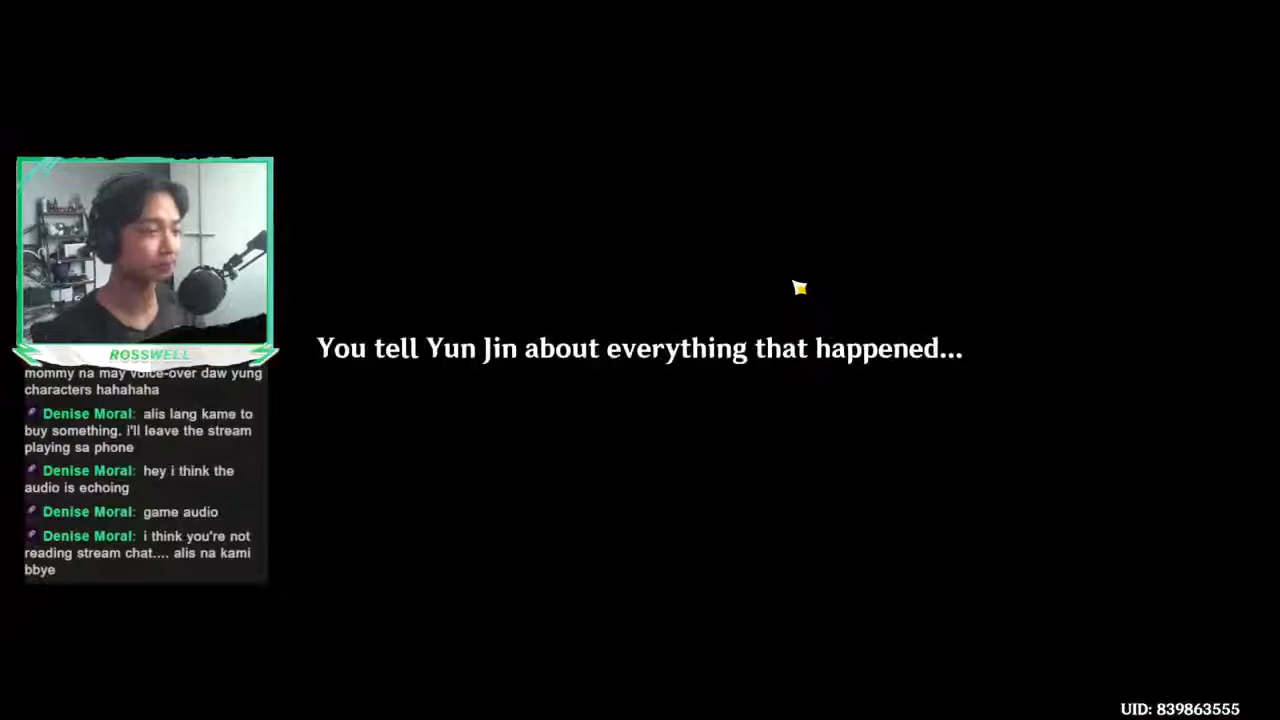 You tell Yun Jin about everything that happened...
ROSSWELL
mommy na may voice-over daw yung
characters hahahaha
Denise Moral: alis lang kame to
buy something. i'll leave the stream
playing sa phone
Denise Moral: hey i think the
audio is echoing
Denise Moral: game audio
Denise Moral: i think you're not
reading stream chat.... alis na kami
bbye
UID: 839863555